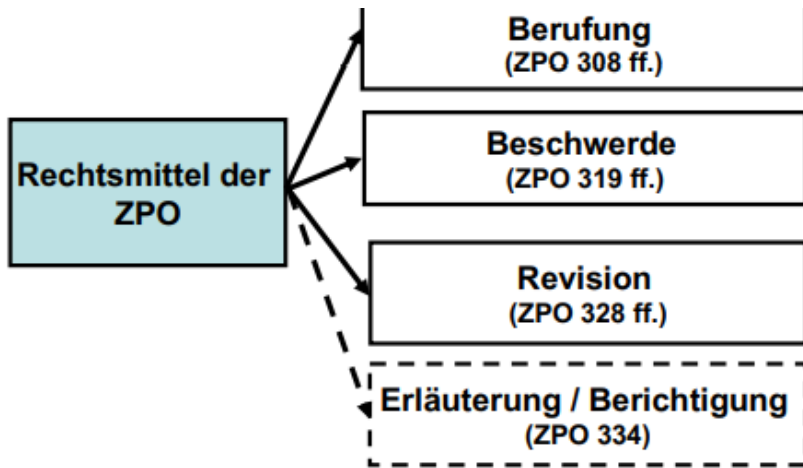 Berufung
(ZPO 308 ff.)
Beschwerde
(ZPO 319 ff.)
Rechtsmittel der
ZPO
Revision
(ZPO 328 ff.)
Erläuterung / Berichtigung
(ZPO 334)